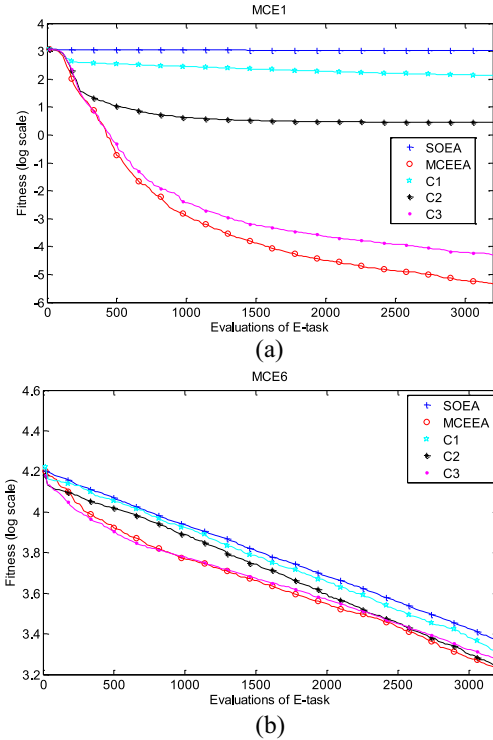 MCE1
Fitness (log scale)
4
3
2
1
0
-1
-2
-3
-4
-5
-6
SOEA
MCEEA
C1
C2
C3
0
500
1000
1500
2000
2500
3000
Evaluations of E-task
(a)
MCE6
Fitness (log scale)
4.6
4.4
4.2
4
3.8
3.6
3.4
3.2
SOEA
MCEEA
C1
C2
C3
0
500
1000
1500
2000
2500
3000
Evaluations of E-task
(b)